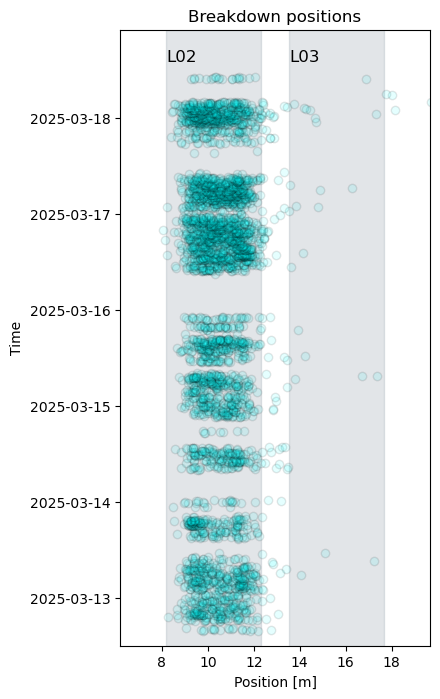 Breakdown positions
L02 L03
2025-03-18
2025-03-17
2025-03-16
2025-03-15
2025-03-14
2025-03-13
Time
8 10 12 14 16 18
Position [m]